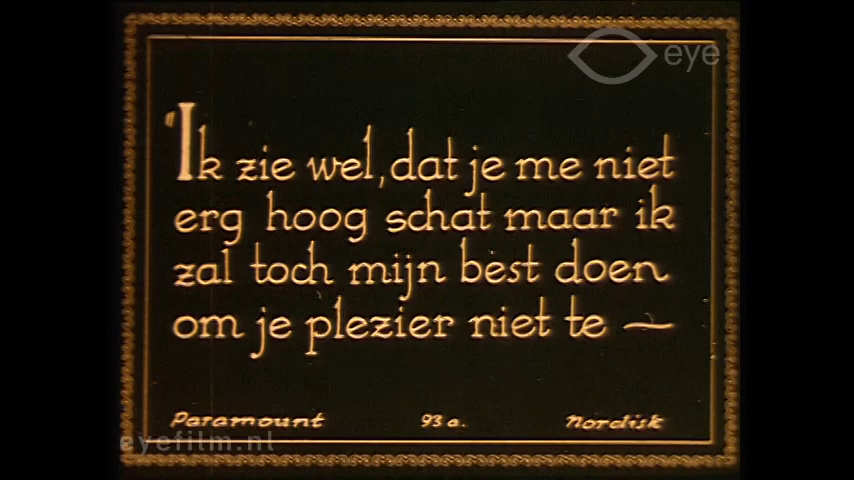 eye
"Ik zie wel, dat je me niet
erg hoog schat maar ik
zal toch mijn best doen
om je plezier niet te —
Paramount 93 a. Nordisk
eyefilm.nl